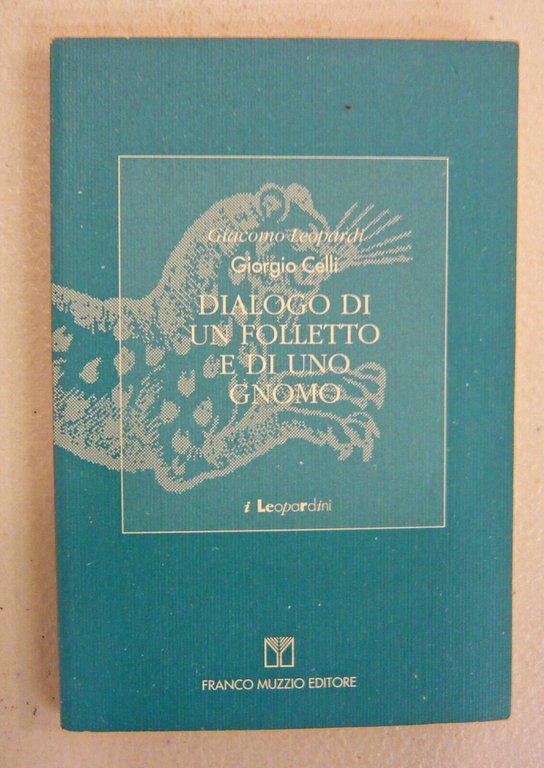 Giacomo Leopardi
Giorgio Celli
DIALOGO DI
UN FOLLETTO
E DI UNO
GNOMO
i Leopardini
FRANCO MUZZIO EDITORE